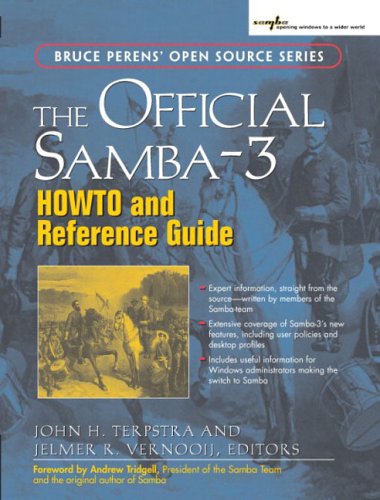 samba
opening windows to a wider world
BRUCE PERENS' OPEN SOURCE SERIES
THE OFFICIAL
SAMBA-3
HOWTO and
Reference Guide
Expert information, straight from the
source—written by members of the
Samba-team
Extensive coverage of Samba-3's new
features, including user policies and
desktop profiles
Includes useful information for
Windows administrators making the
switch to Samba
JOHN H. TERPSTRA AND
JELMER R. VERNOOIJ, EDITORS
Foreword by Andrew Tridgell, President of the Samba Team
and the original author of Samba